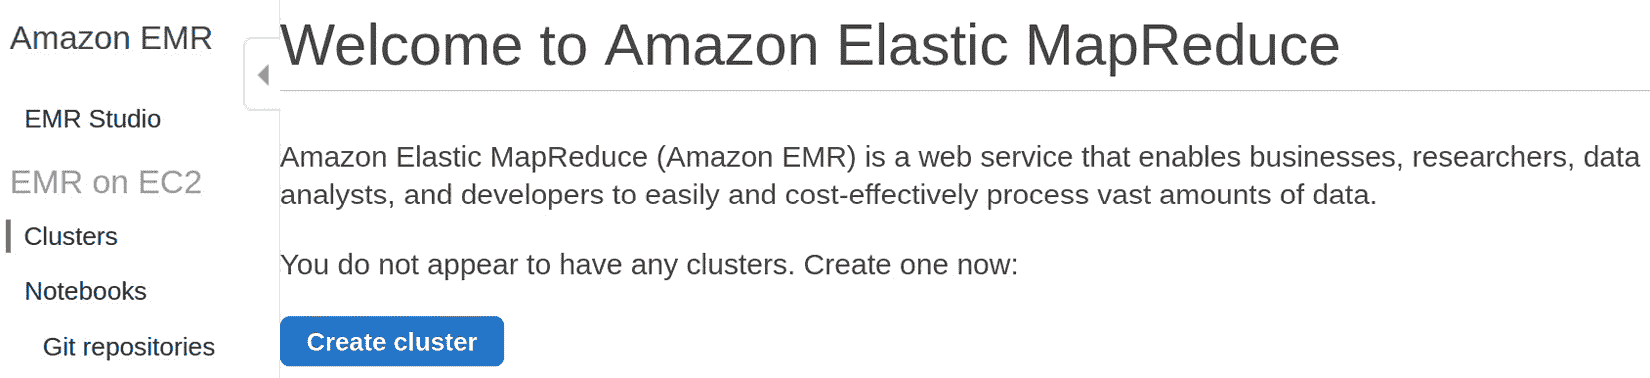 Amazon EMR
EMR Studio
EMR on EC2
Clusters
Notebooks
Git repositories
Welcome to Amazon Elastic MapReduce
Amazon Elastic MapReduce (Amazon EMR) is a web service that enables businesses, researchers, data
analysts, and developers to easily and cost-effectively process vast amounts of data.
You do not appear to have any clusters. Create one now:
Create cluster